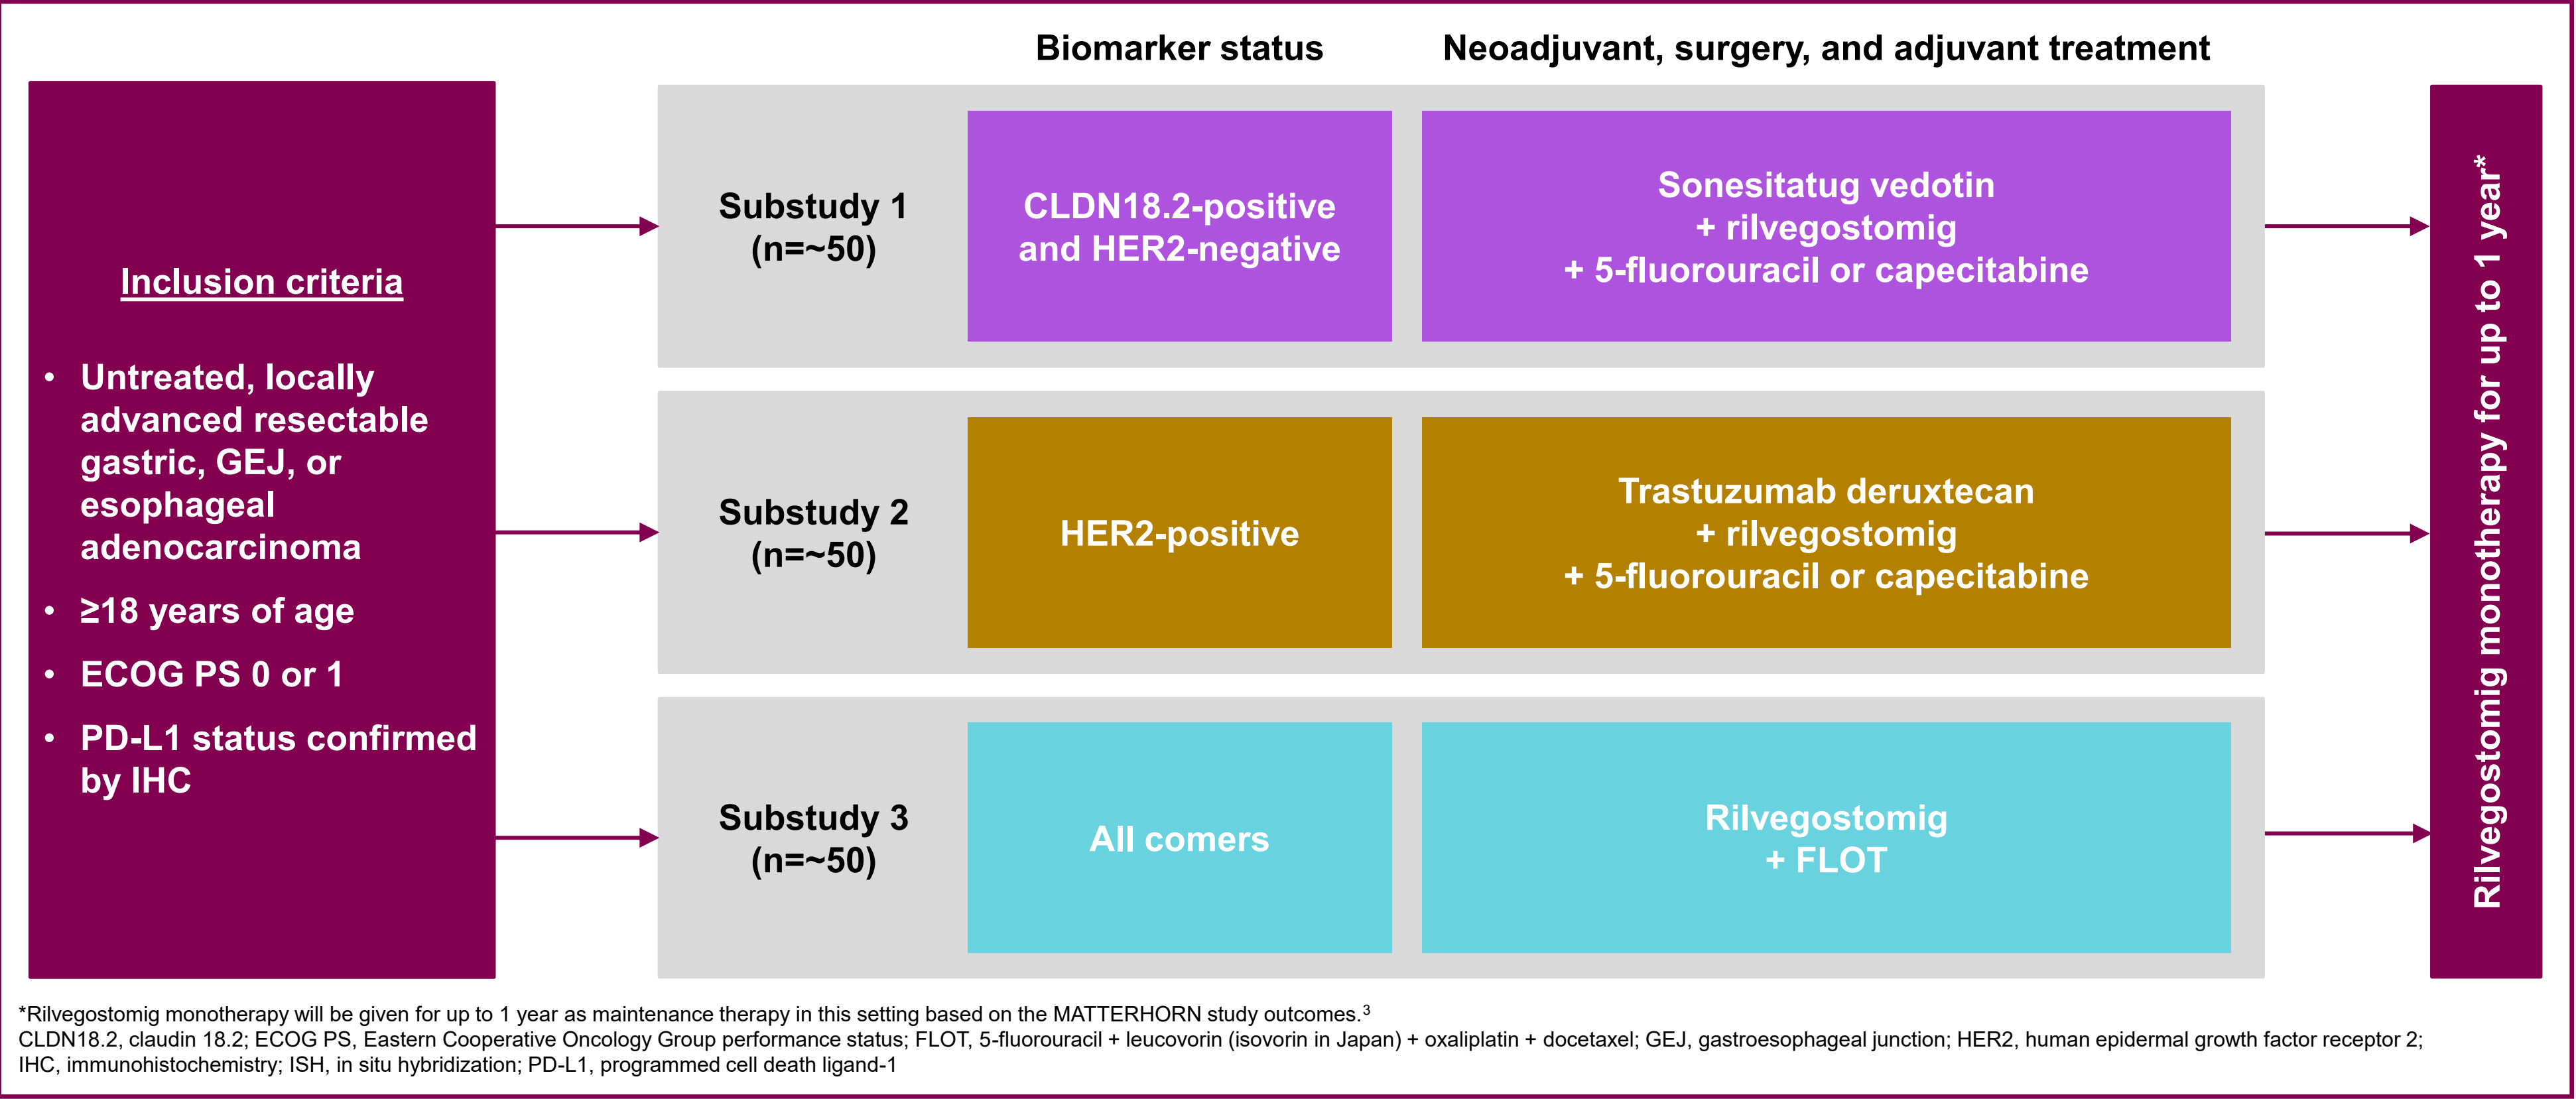 Biomarker status
Neoadjuvant, surgery, and adjuvant treatment
Inclusion criteria
• Untreated, locally
advanced resectable
gastric, GEJ, or
esophageal
adenocarcinoma
• ≥18 years of age
• ECOG PS 0 or 1
• PD-L1 status confirmed
by IHC
Substudy 1
(n=~50)
CLDN18.2-positive
and HER2-negative
Sonesitatug vedotin
+ rilvegostomig
+ 5-fluorouracil or capecitabine
Substudy 2
(n=~50)
HER2-positive
Trastuzumab deruxtecan
+ rilvegostomig
+ 5-fluorouracil or capecitabine
Substudy 3
(n=~50)
All comers
Rilvegostomig
+ FLOT
Rilvegostomig monotherapy for up to 1 year*
*Rilvegostomig monotherapy will be given for up to 1 year as maintenance therapy in this setting based on the MATTERHORN study outcomes.³
CLDN18.2, claudin 18.2; ECOG PS, Eastern Cooperative Oncology Group performance status; FLOT, 5-fluorouracil + leucovorin (isovorin in Japan) + oxaliplatin + docetaxel; GEJ, gastroesophageal junction; HER2, human epidermal growth factor receptor 2;
IHC, immunohistochemistry; ISH, in situ hybridization; PD-L1, programmed cell death ligand-1